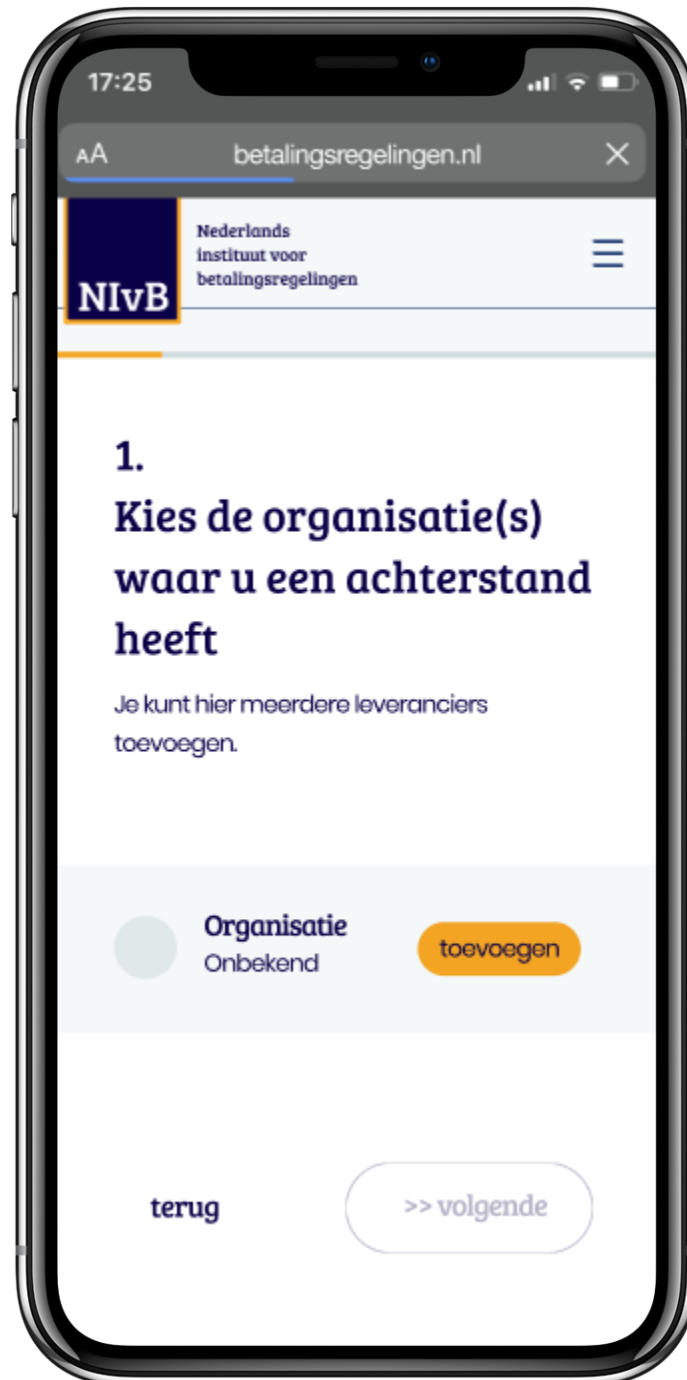 17:25
AA betalingsregelingen.nl
Nederlands
instituut voor
betalingsregelingen
NIvB
1.
Kies de organisatie(s)
waar u een achterstand
heeft
Je kunt hier meerdere leveranciers
toevoegen.
Organisatie
Onbekend
toevoegen
terug
>> volgende